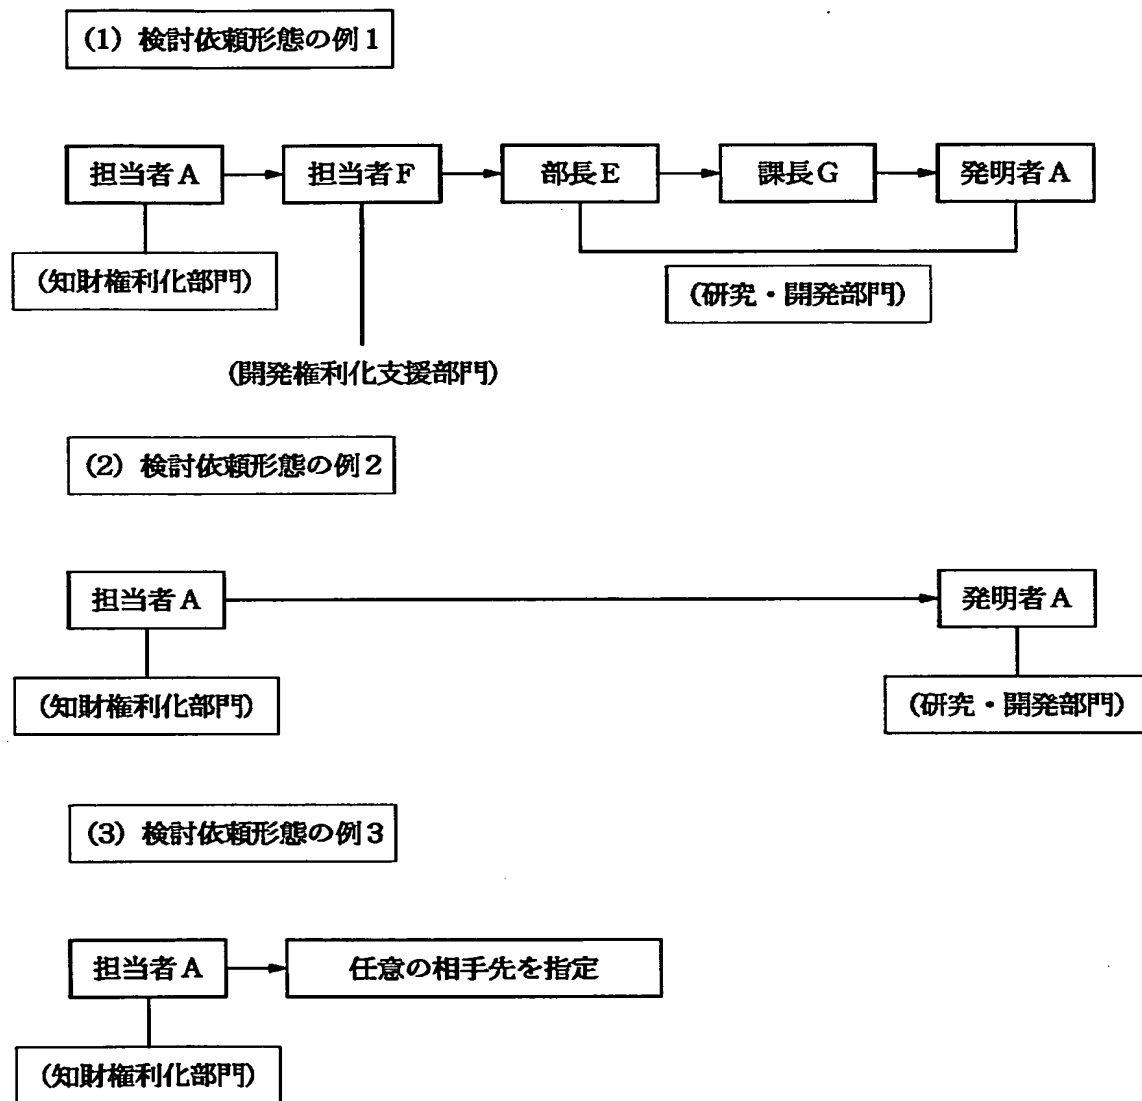 (1) 検討依頼形態の例1
担当者A
担当者F
部長E
課長G
発明者A
(知財権利化部門)
(研究・開発部門)
(開発権利化支援部門)
(2) 検討依頼形態の例2
担当者A
発明者A
(知財権利化部門)
(研究・開発部門)
(3) 検討依頼形態の例3
担当者A
任意の相手先を指定
(知財権利化部門)